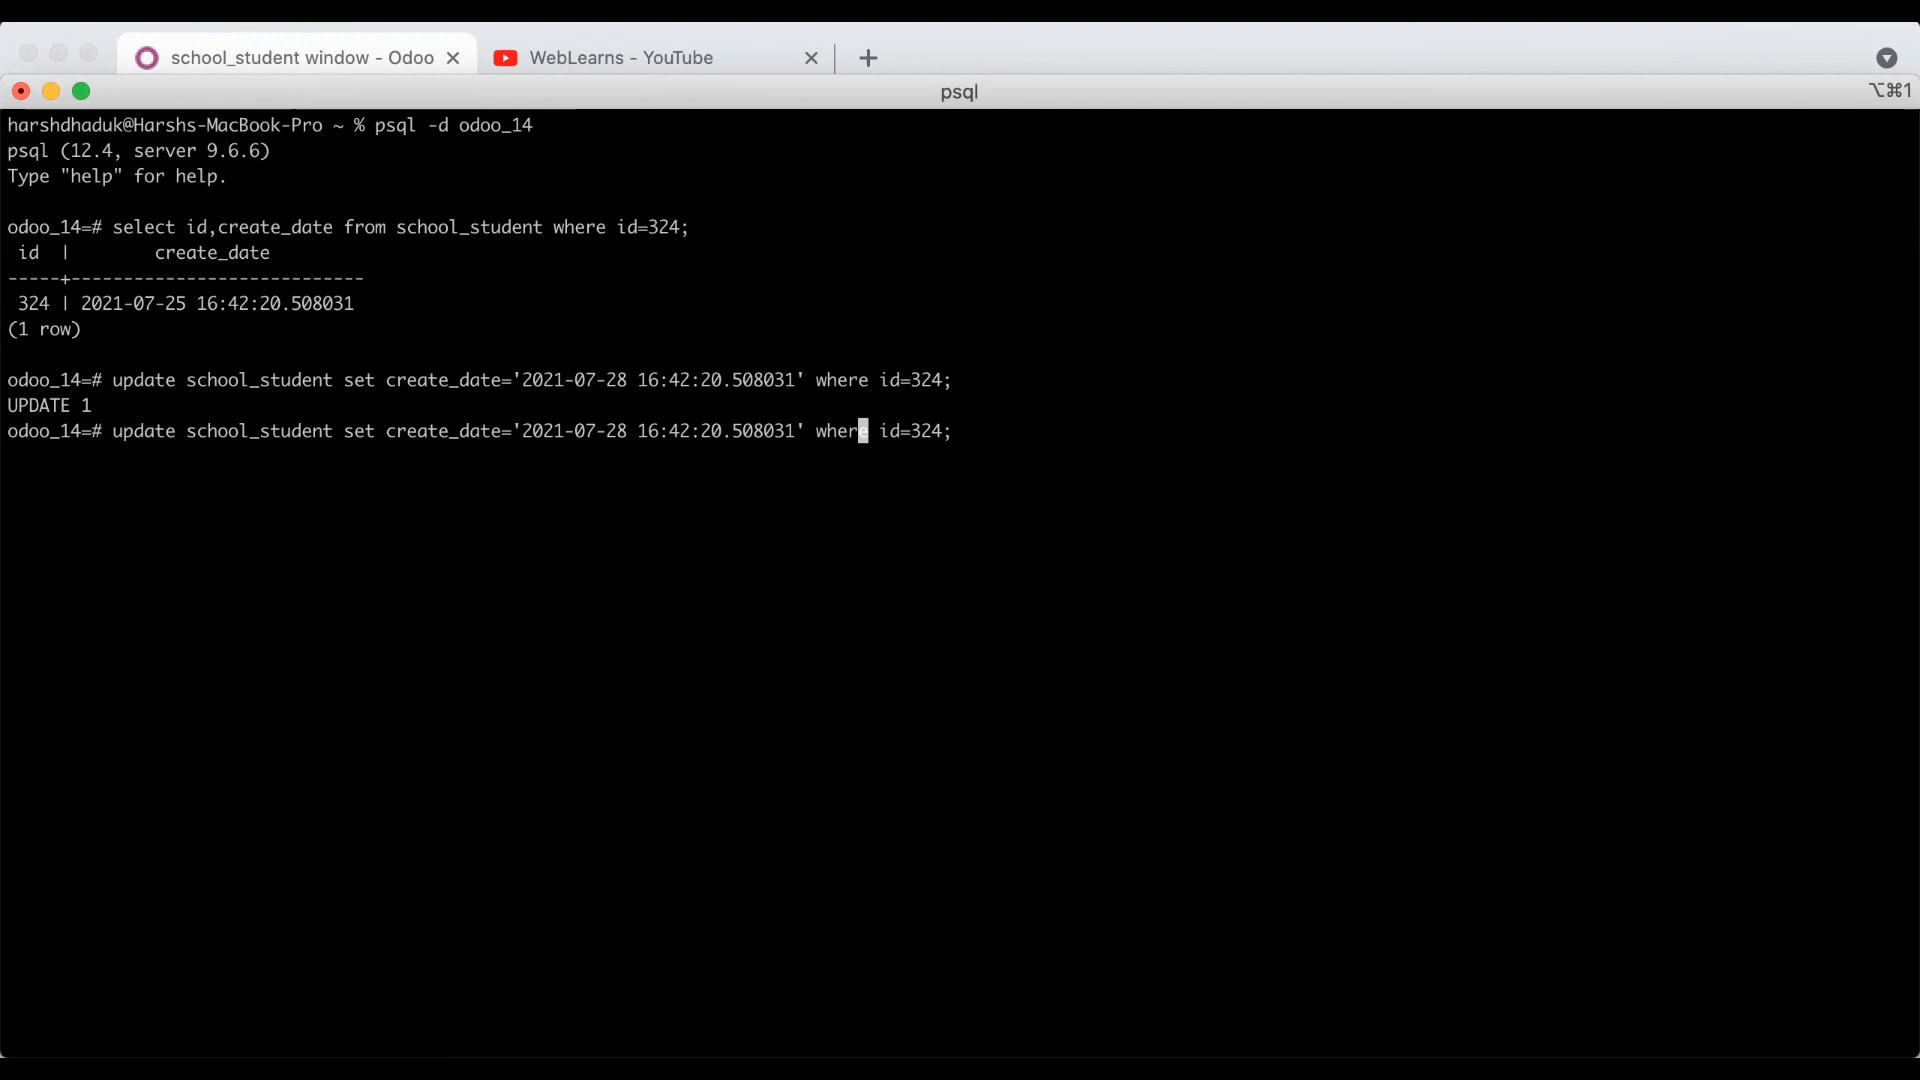 school_student window - Odoo
WebLearns - YouTube
psql
⌥⌘1
harshdhaduk@Harshs-MacBook-Pro ~ % psql -d odoo_14
psql (12.4, server 9.6.6)
Type "help" for help.
odoo_14=# select id,create_date from school_student where id=324;
id | create_date
-----+----------------------------
324 | 2021-07-25 16:42:20.508031
(1 row)
odoo_14=# update school_student set create_date='2021-07-28 16:42:20.508031' where id=324;
UPDATE 1
odoo_14=# update school_student set create_date='2021-07-28 16:42:20.508031' where id=324;